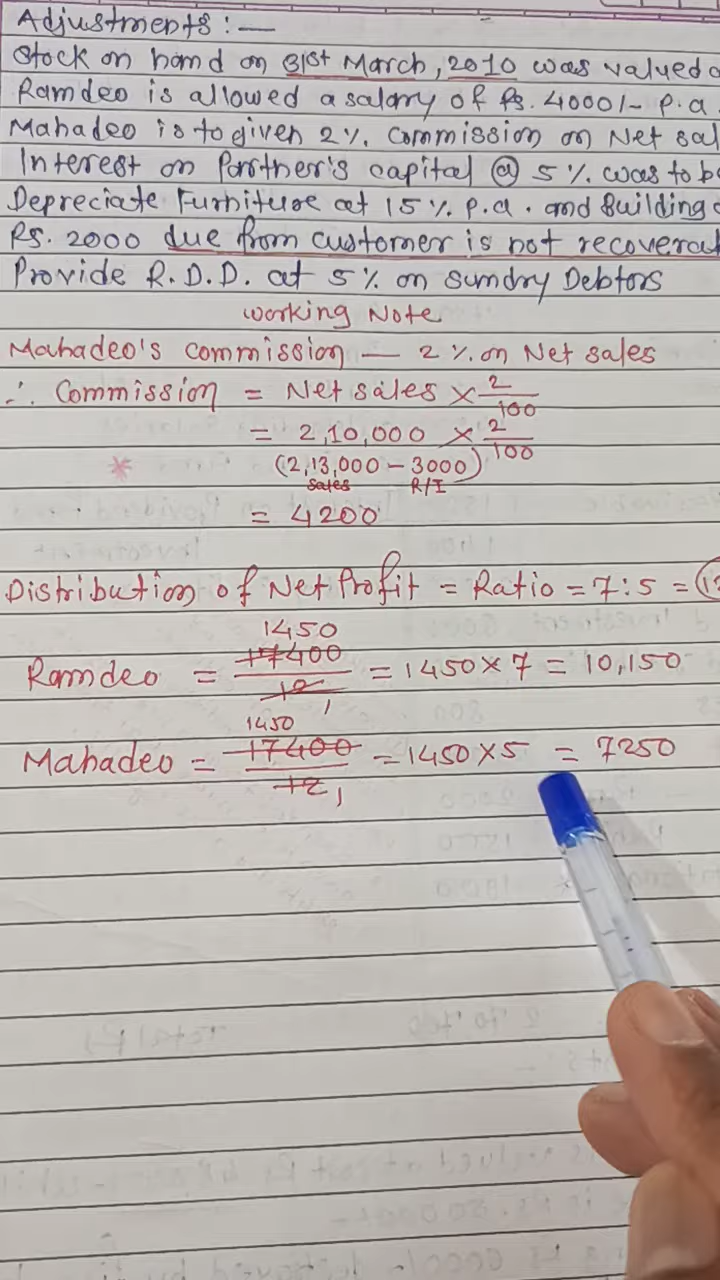 Adjustments :—
Stock on hand on 31st March, 2010 was valued
Ramdeo is allowed a salary of Rs. 4000/- p.a.
Mahadeo is to given 2% commission on Net sal
Interest on Partner's capital @ 5% was to b
Depreciate Furniture at 15% p.a. and Building
Rs. 2000 due from customer is not recovera
Provide R.D.D. at 5% on Sundry Debtors
Working Note
Mahadeo's commission — 2% on Net sales
∴ Commission = Net sales × 2/100
= 2,10,000 × 2/100
* (2,13,000 - 3000)
sales R/I
= 4200
Distribution of Net Profit = Ratio = 7:5 =
1450
Ramdeo = 17400/12 1 = 1450 × 7 = 10,150
1450
Mahadeo = 17400/12 1 = 1450 × 5 = 7250